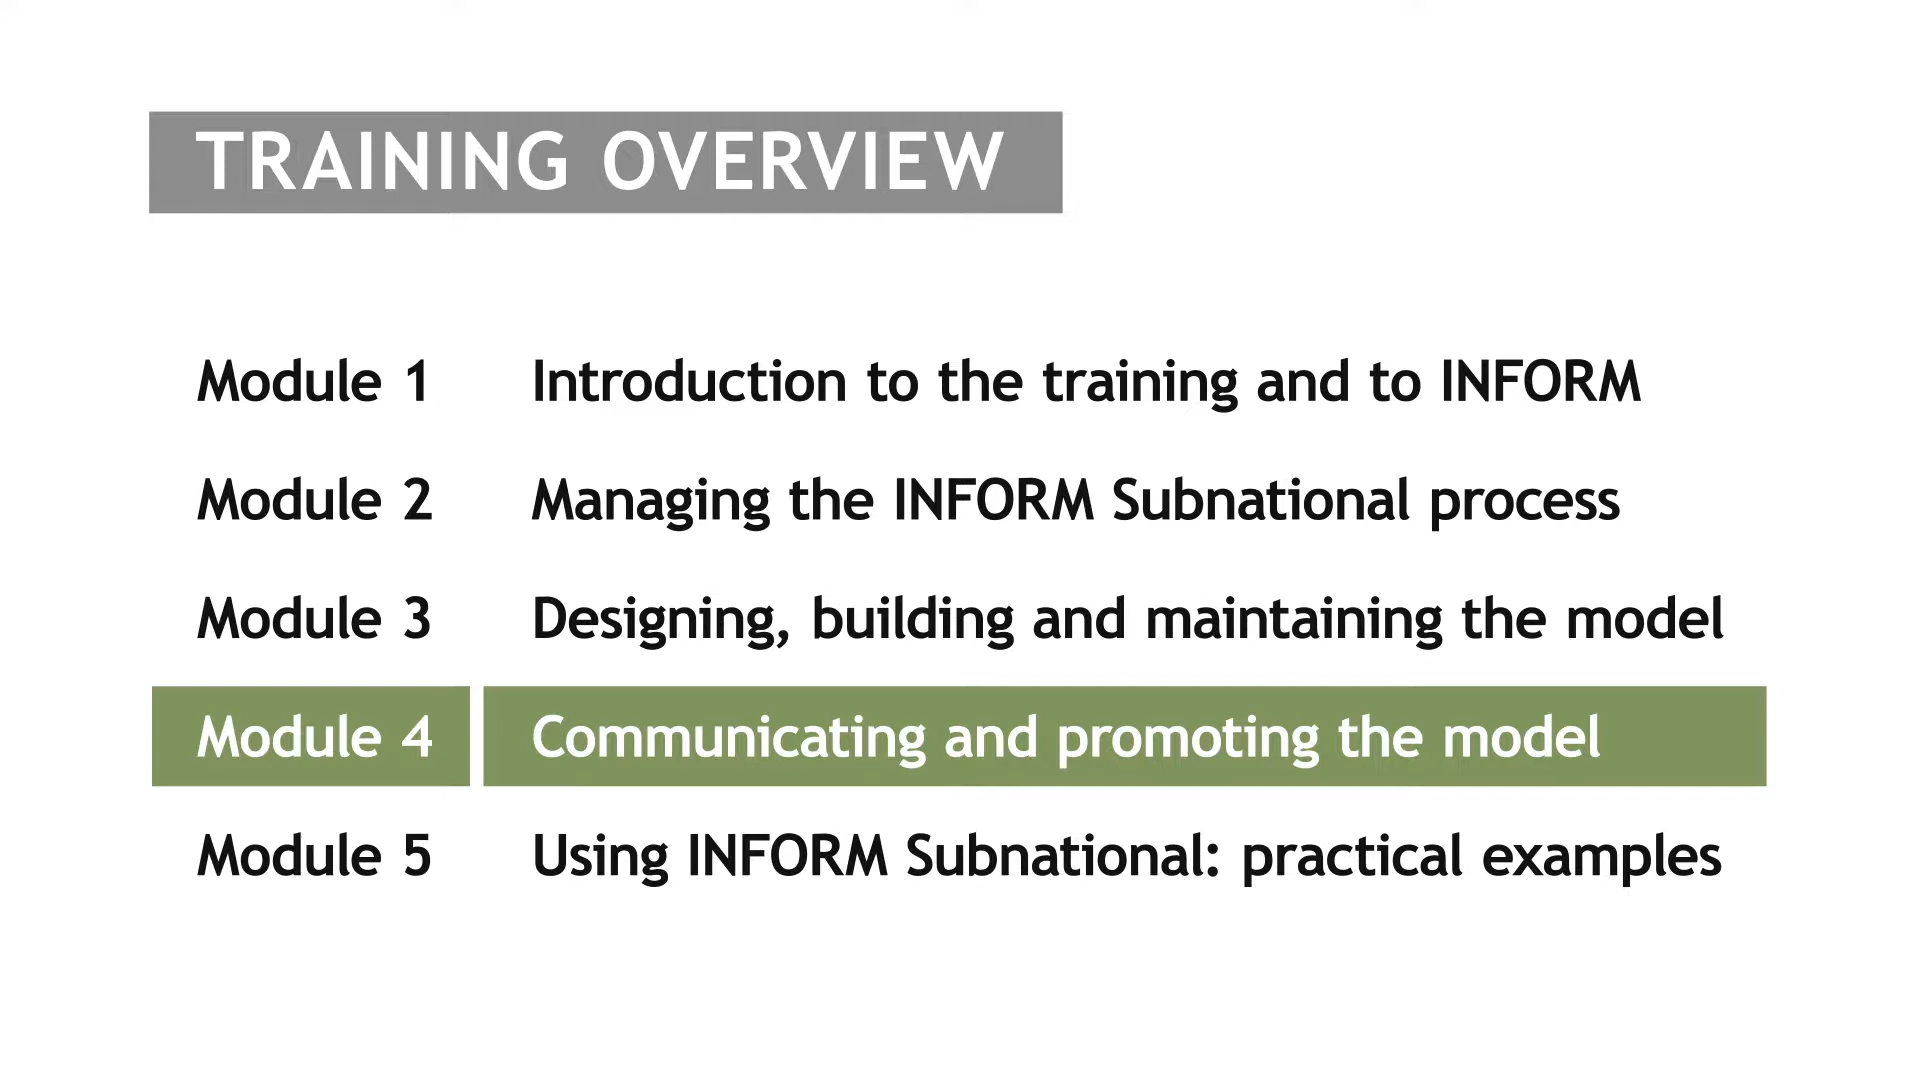 TRAINING OVERVIEW
Module 1 Introduction to the training and to INFORM
Module 2 Managing the INFORM Subnational process
Module 3 Designing, building and maintaining the model
Module 4 Communicating and promoting the model
Module 5 Using INFORM Subnational: practical examples